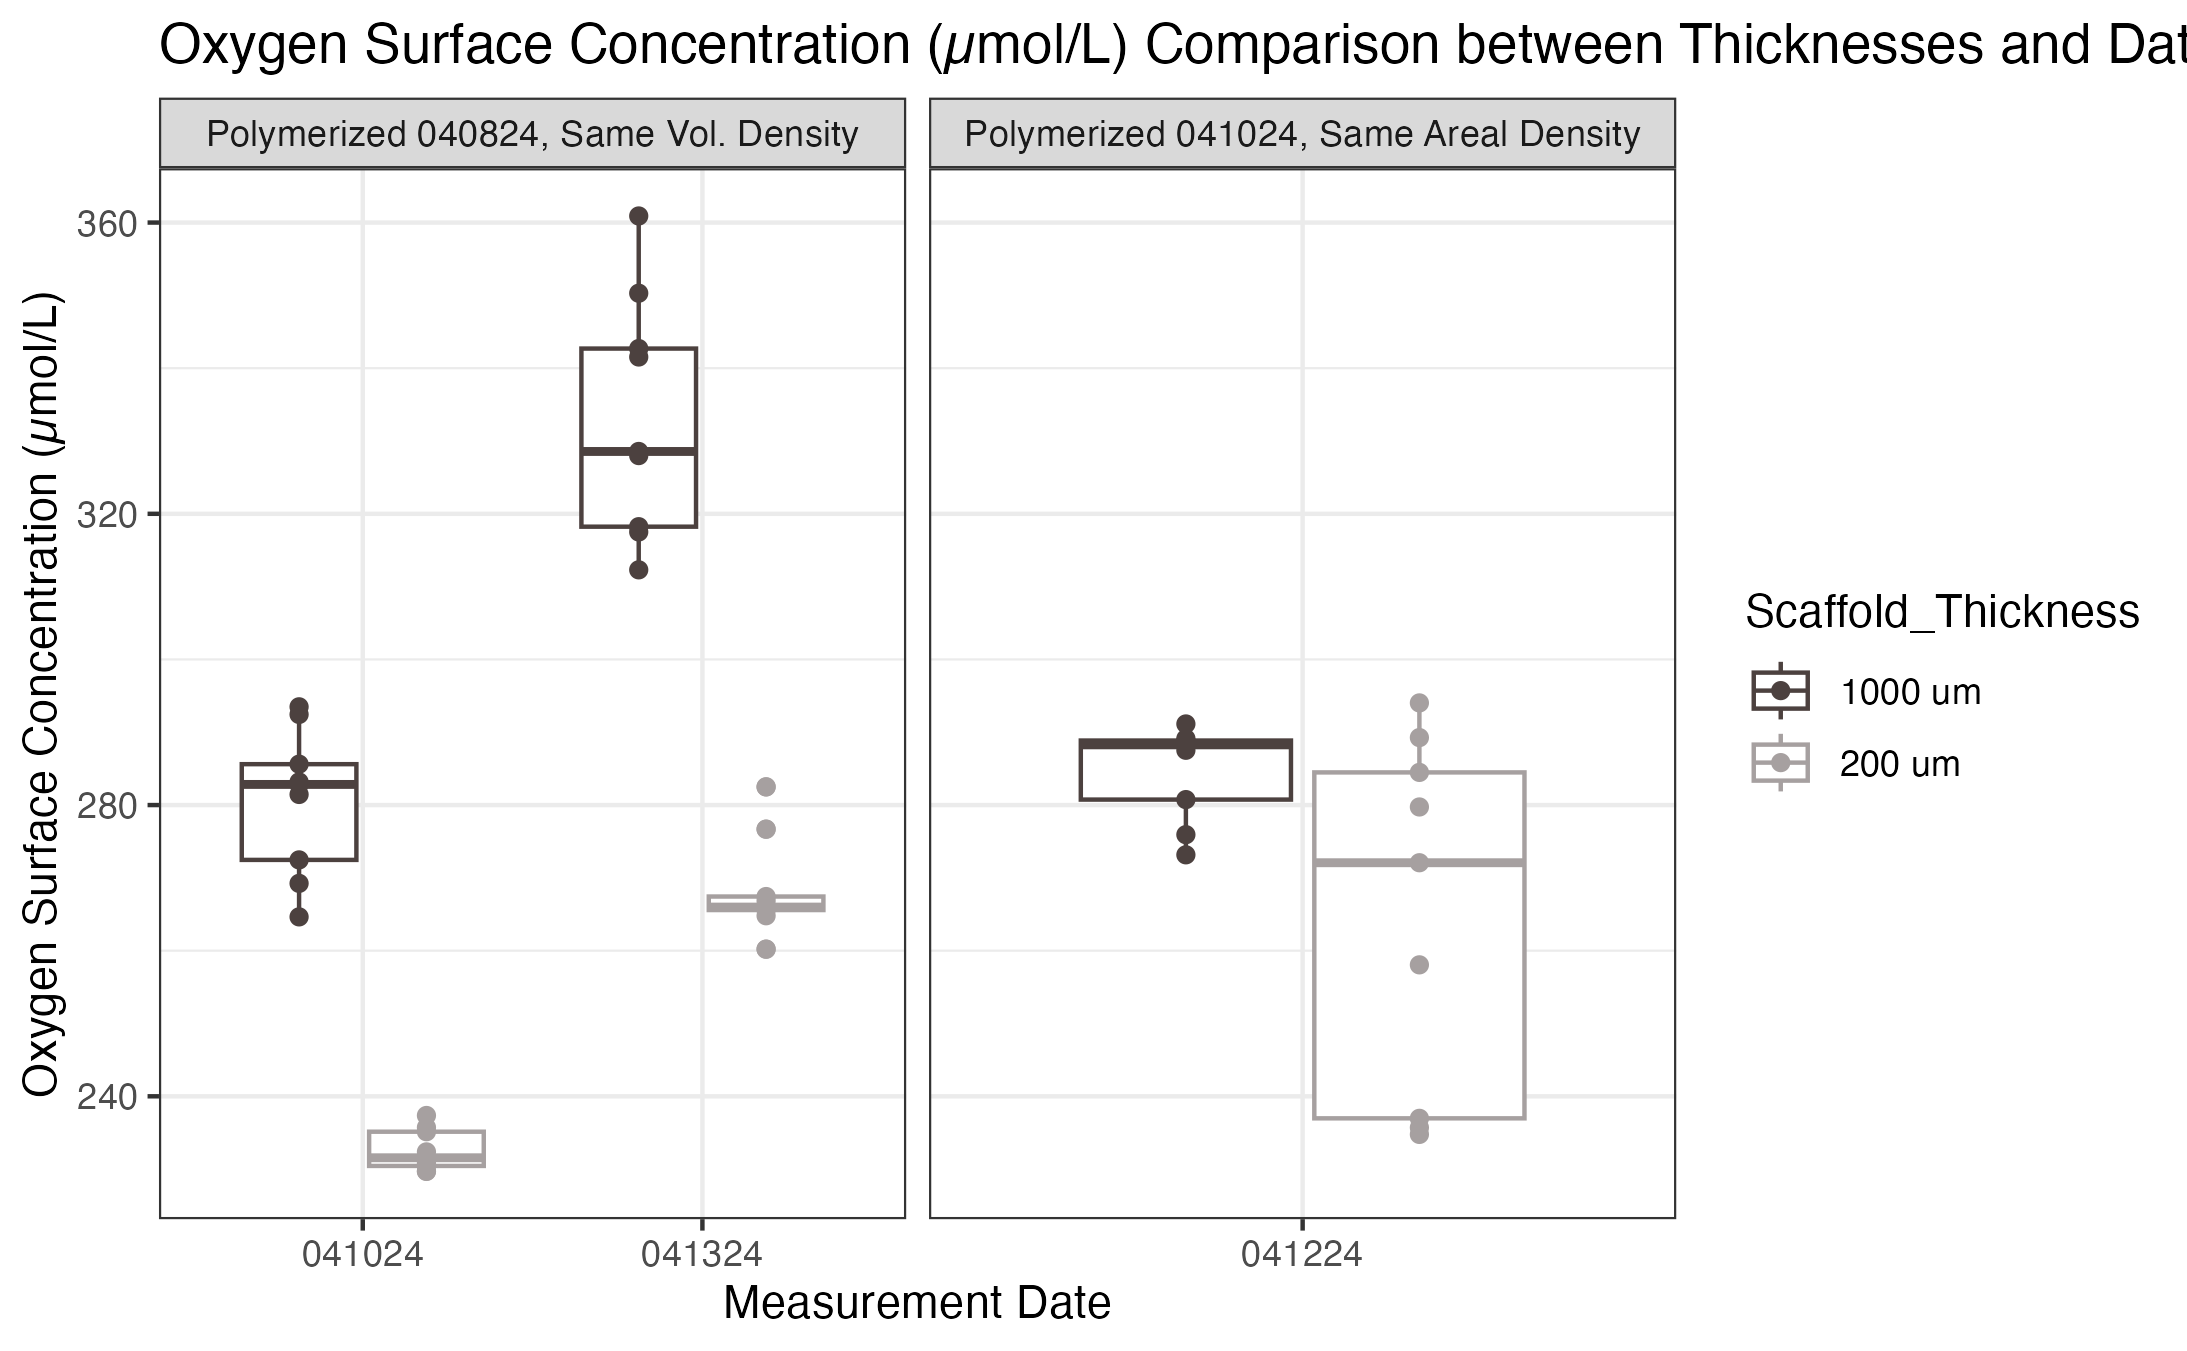 Oxygen Surface Concentration (µmol/L) Comparison between Thicknesses and Dat
Polymerized 040824, Same Vol. Density
Polymerized 041024, Same Areal Density
Oxygen Surface Concentration (µmol/L)
360
320
280
240
041024
041324
041224
Measurement Date
Scaffold_Thickness
1000 um
200 um